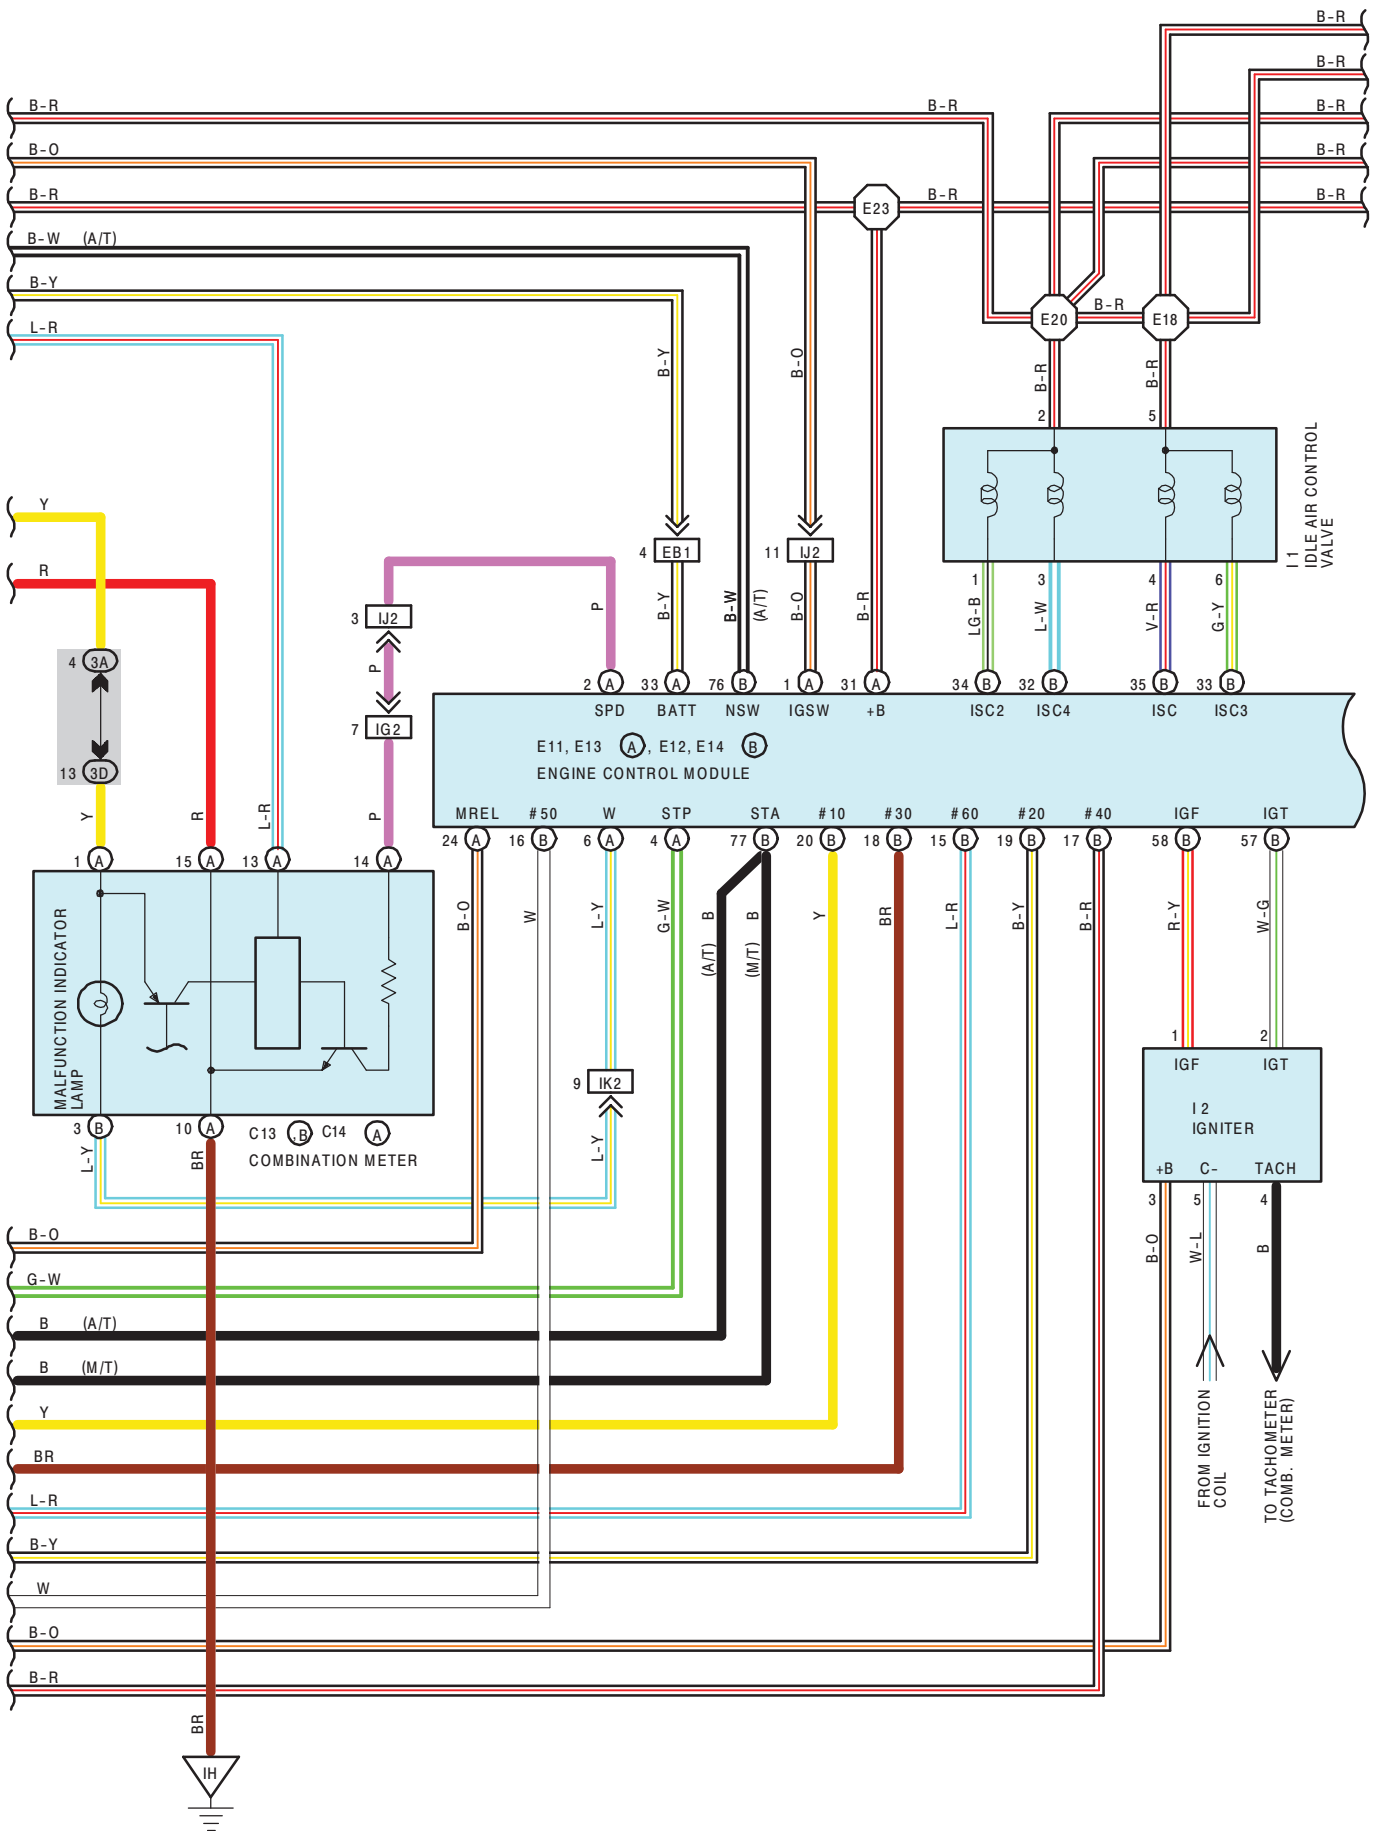 B-R
B-R
B-R B-R B-R
B-O B-R
B-R B-R B-R
E23
B-W (A/T)
B-Y
L-R
B-R
E20 E18
B-Y B-O B-R B-R
2 5
I1
IDLE AIR CONTROL
VALVE
Y
4 EB1 11 IJ2
R
1 3 4 6
LG-B L-W V-R G-Y
3 IJ2
P P B-Y B-W (A/T) B-O B-R
4 3A
2 A 33 A 76 B 1 A 31 A 34 B 32 B 35 B 33 B
SPD BATT NSW IGSW +B ISC2 ISC4 ISC ISC3
7 IG2
E11, E13 A, E12, E14 B
ENGINE CONTROL MODULE
13 3D
Y R L-R P
MREL #50 W STP STA #10 #30 #60 #20 #40 IGF IGT
24 A 16 B 6 A 4 A 77 B 20 B 18 B 15 B 19 B 17 B 58 B 57 B
1 A 15 A 13 A 14 A
B-O W L-Y G-W B (A/T) B (M/T) Y BR L-R B-Y B-R R-Y W-G
MALFUNCTION INDICATOR
LAMP
1 2
IGF IGT
9 IK2
I2
IGNITER
3 B 10 A C13 ,B C14 A
COMBINATION METER
L-Y BR L-Y
+B C- TACH
3 5 4
B-O W-L B
B-O
G-W
B (A/T)
B (M/T)
FROM IGNITION
COIL
TO TACHOMETER
(COMB. METER)
Y
BR
L-R
B-Y
W
B-O
B-R
BR
IH